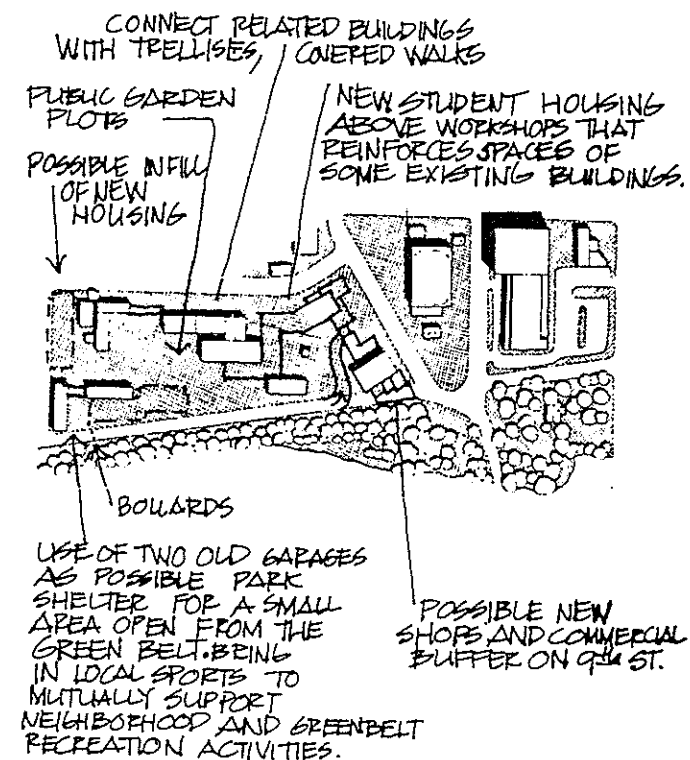 CONNECT RELATED BUILDINGS
WITH TRELLISES, COVERED WALKS
PUBLIC GARDEN
PLOTS
NEW STUDENT HOUSING
ABOVE WORKSHOPS THAT
REINFORCES SPACES OF
SOME EXISTING BUILDINGS.
POSSIBLE INFILL
OF NEW
HOUSING
BOLLARDS
USE OF TWO OLD GARAGES
AS POSSIBLE PARK
SHELTER FOR A SMALL
AREA OPEN FROM THE
GREEN BELT. BRING
IN LOCAL SPORTS TO
MUTUALLY SUPPORT
NEIGHBORHOOD AND GREENBELT
RECREATION ACTIVITIES.
POSSIBLE NEW
SHOPS, AND COMMERCIAL
BUFFER ON 9th ST.